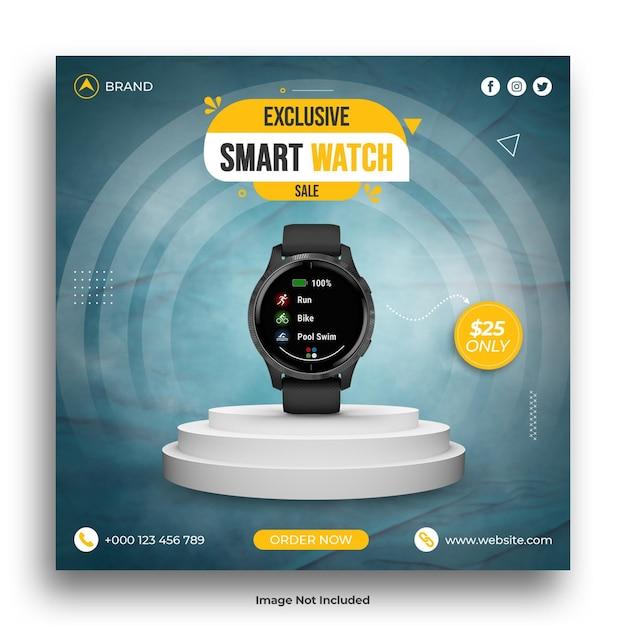 BRAND
EXCLUSIVE
SMART WATCH
SALE
100%
Run
Bike
Pool Swim
$25
ONLY
+000 123 456 789
ORDER NOW
www.website.com
Image Not Included